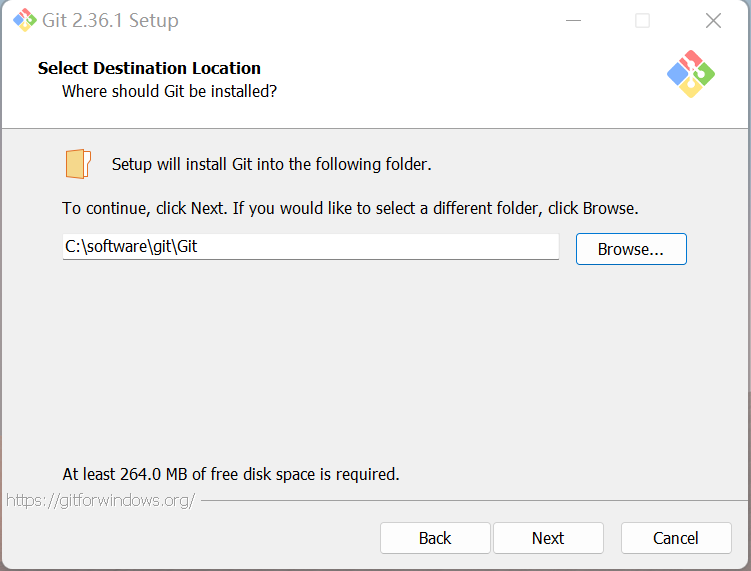 Git 2.36.1 Setup
Select Destination Location
Where should Git be installed?
Setup will install Git into the following folder.
To continue, click Next. If you would like to select a different folder, click Browse.
C:\software\git\Git
Browse...
At least 264.0 MB of free disk space is required.
https://gitforwindows.org/
Back
Next
Cancel